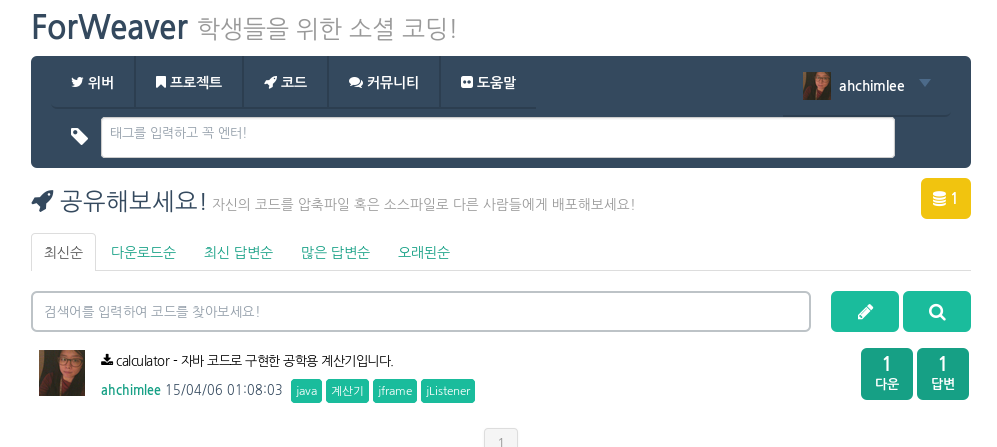 ForWeaver 학생들을 위한 소셜 코딩!
위버 프로젝트 코드 커뮤니티 도움말 ahchimlee
태그를 입력하고 꼭 엔터!
공유해보세요! 자신의 코드를 압축파일 혹은 소스파일로 다른 사람들에게 배포해보세요! 1
최신순 다운로드순 최신 답변순 많은 답변순 오래된순
검색어를 입력하여 코드를 찾아보세요!
calculator - 자바 코드로 구현한 공학용 계산기입니다. 1 1
ahchimlee 15/04/06 01:08:03 java 계산기 jframe jListener 다운 답변
1